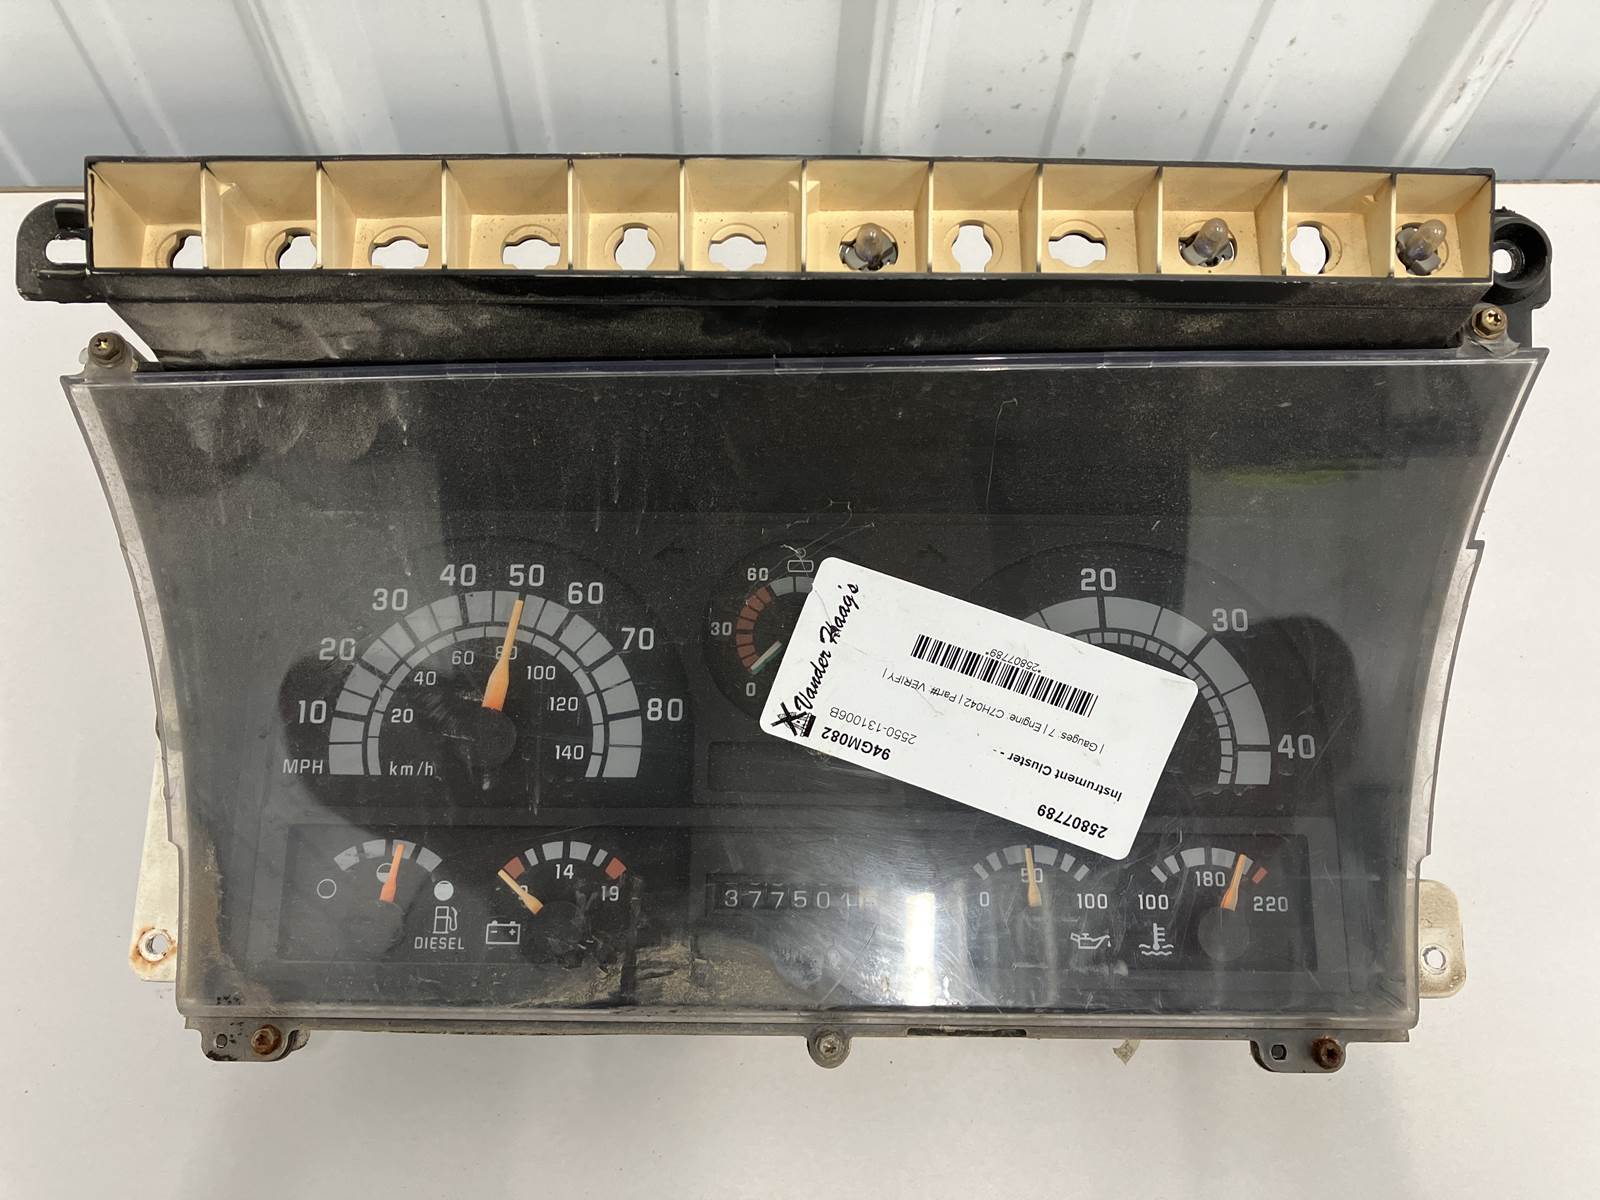 40 50
30 60
20 70
10 80
MPH
60 80 100
40 120
20 140
km/h
60
30
0
20
30
40
14
19
DIESEL
- +
0 50 100
100 180 220
Vander Haag's
25807789
Instrument Cluster - -
94GM082
2550-131006B
| Gauges: 7 | Engine: C7H042 | Part#: VERIFY |
*25807789*